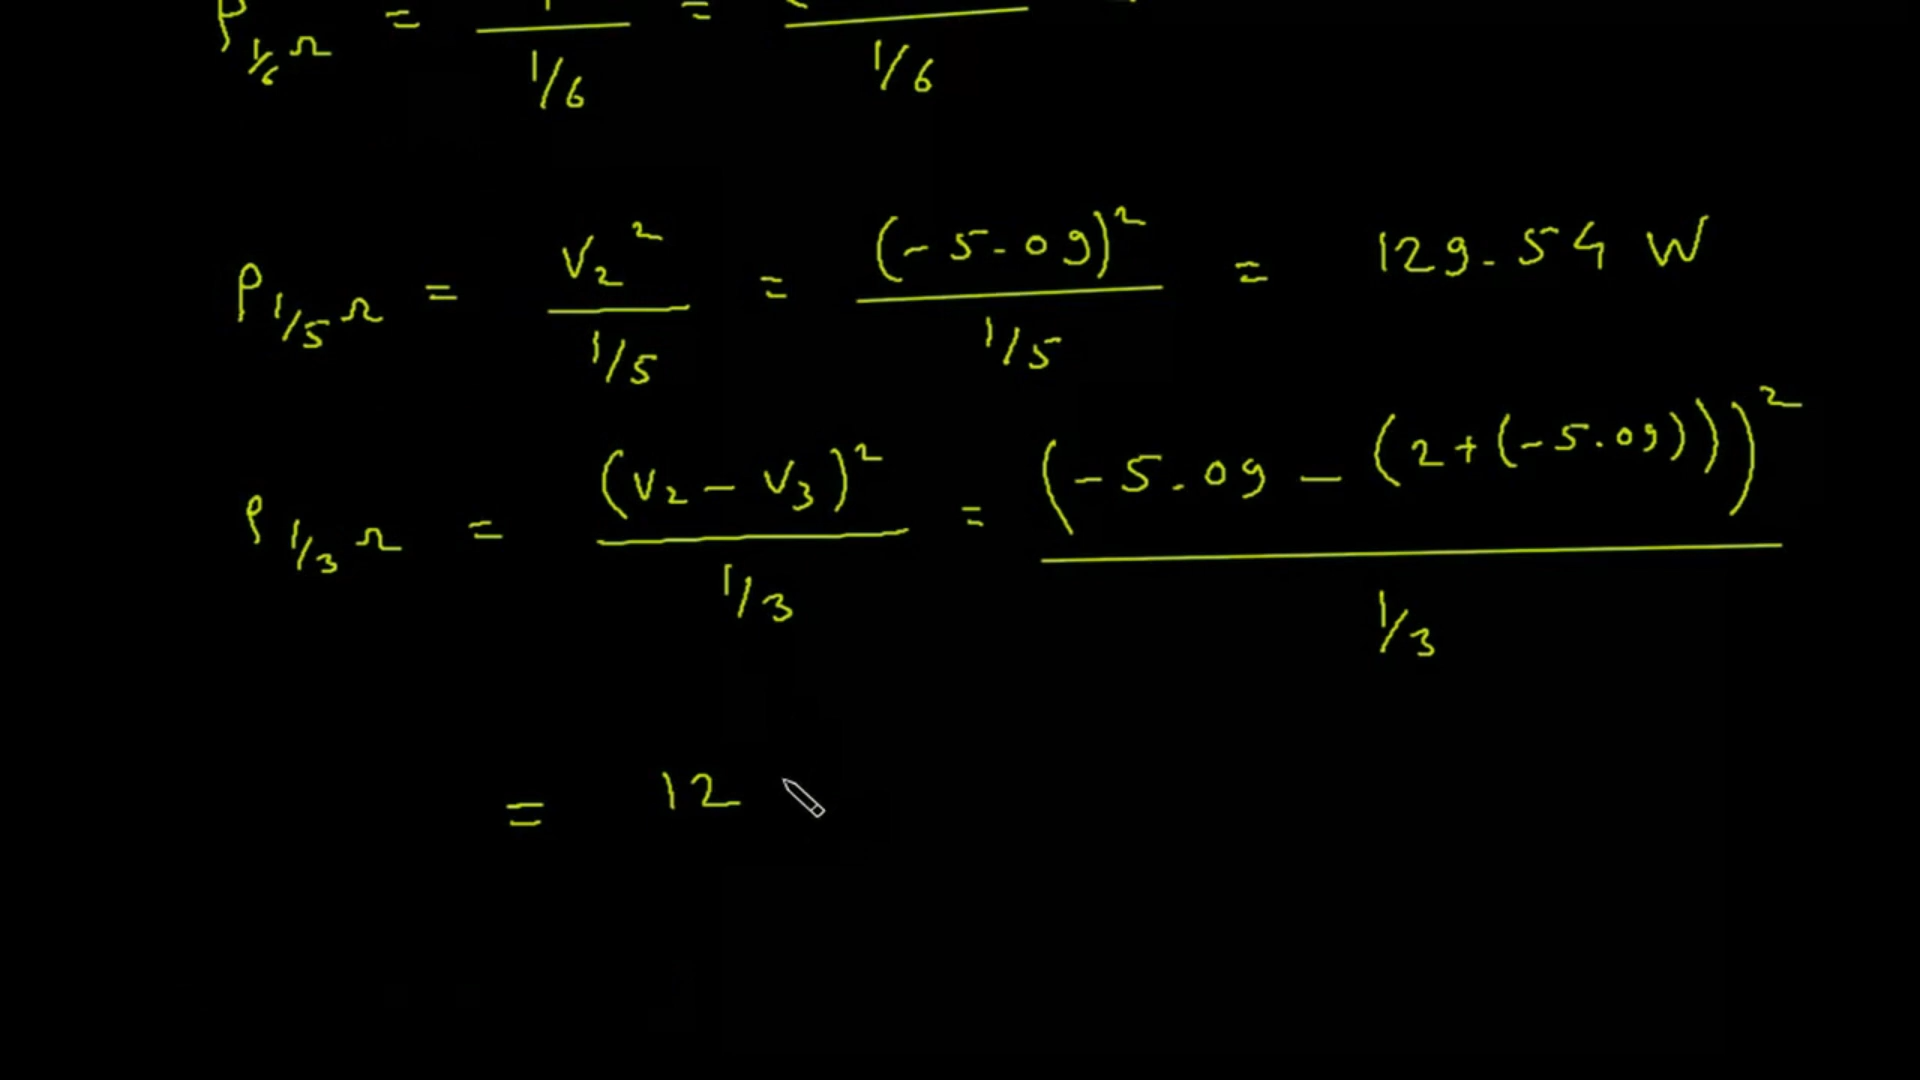 P1/6Ω = 1/6 = 1/6
P1/5Ω = V2² / 1/5 = (-5.09)² / 1/5 = 129.54 W
P1/3Ω = (V2 - V3)² / 1/3 = (-5.09 - (2+(-5.09)))² / 1/3
= 12